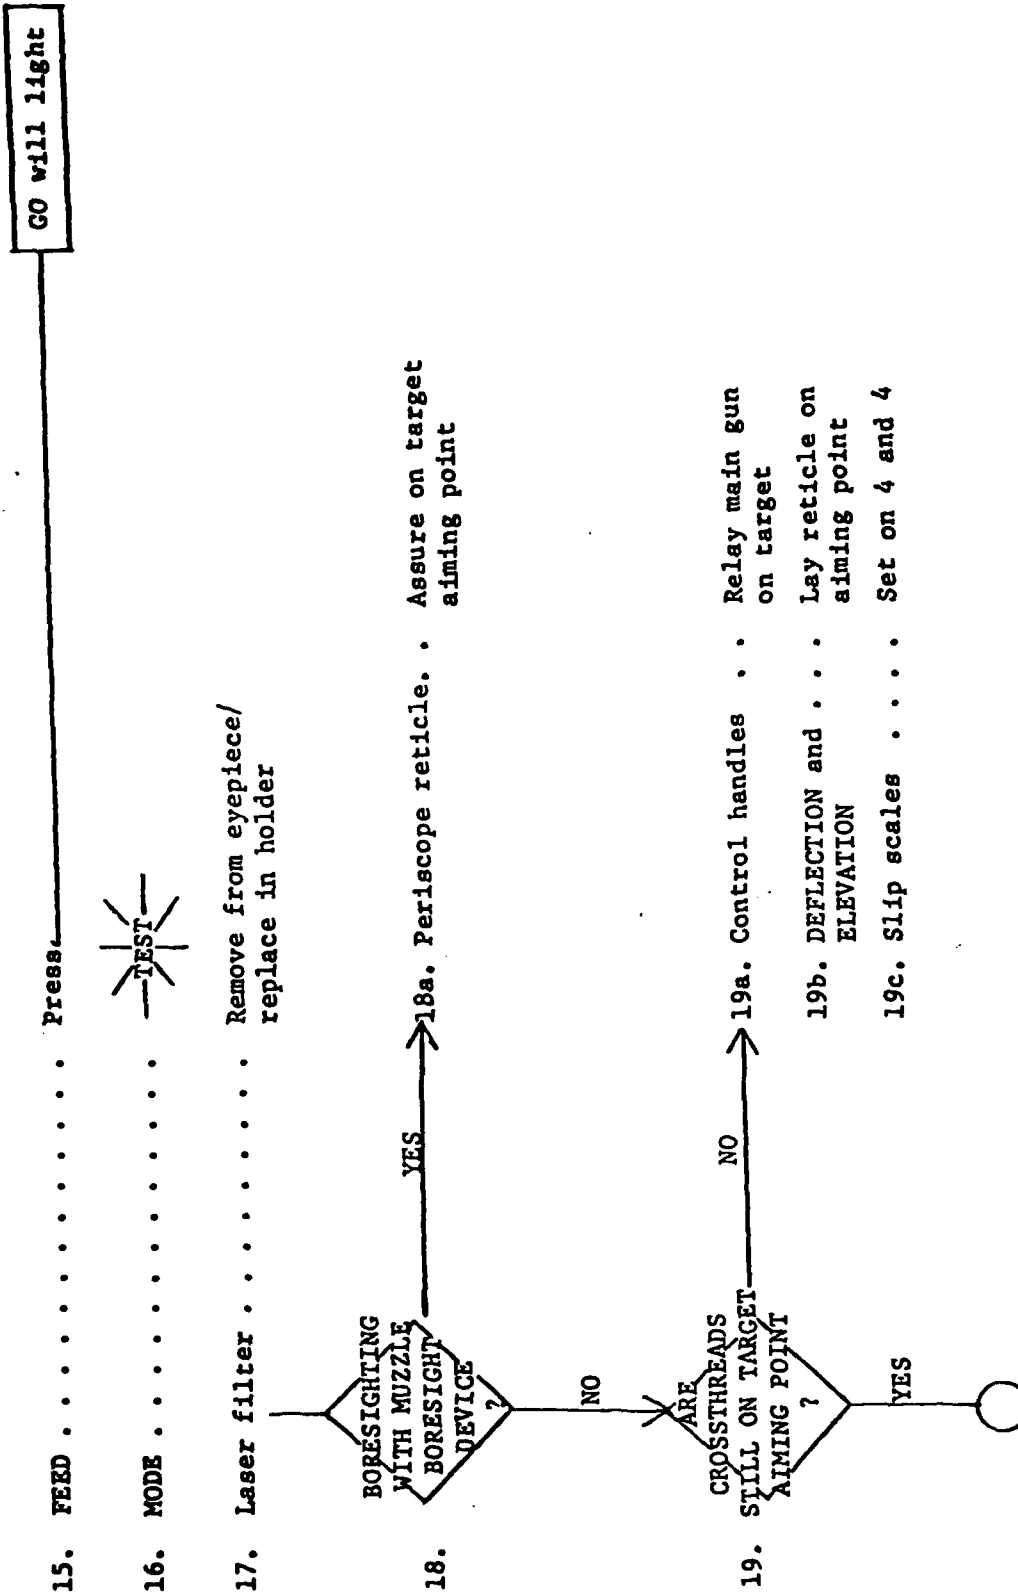 15. FEED . . . . . . . . . . . . . . Press GO will light
16. MODE . . . . . . . . . . . . . . TEST
17. Laser filter . . . . . . . . . . Remove from eyepiece/
replace in holder
18. BORESIGHTING
WITH MUZZLE
BORESIGHT
DEVICE
?
YES
18a. Periscope reticle. . Assure on target
aiming point
NO
19. ARE
CROSSTHREADS
STILL ON TARGET
AIMING POINT
?
NO
19a. Control handles . . Relay main gun
on target
19b. DEFLECTION and . . . Lay reticle on
ELEVATION aiming point
19c. Slip scales . . . . Set on 4 and 4
YES